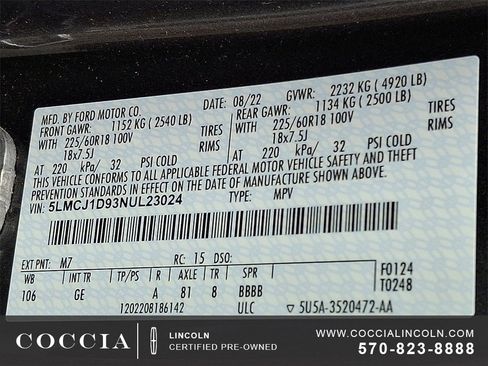 MFD. BY FORD MOTOR CO.
DATE: 08/22 GVWR: 2232 KG (4920 LB)
FRONT GAWR: 1152 KG (2540 LB) REAR GAWR: 1134 KG (2500 LB)
WITH 225/60R18 100V TIRES WITH 225/60R18 100V TIRES
18x7.5J RIMS 18x7.5J RIMS
AT 220 kPa/ 32 PSI COLD AT 220 kPa/ 32 PSI COLD
THIS VEHICLE CONFORMS TO ALL APPLICABLE FEDERAL MOTOR VEHICLE SAFETY AND THEFT
PREVENTION STANDARDS IN EFFECT ON THE DATE OF MANUFACTURE SHOWN ABOVE.
VIN: 5LMCJ1D93NUL23024 TYPE: MPV
EXT PNT: M7 RC: 15 DSO: F0124
WB INT TR TP/PS R AXLE TR SPR T0248
106 GE A 81 8 BBBB
1202208186142 ULC 5U5A-3520472-AA
COCCIA LINCOLN
CERTIFIED PRE-OWNED
WWW.COCCIALINCOLN.COM
570-823-8888